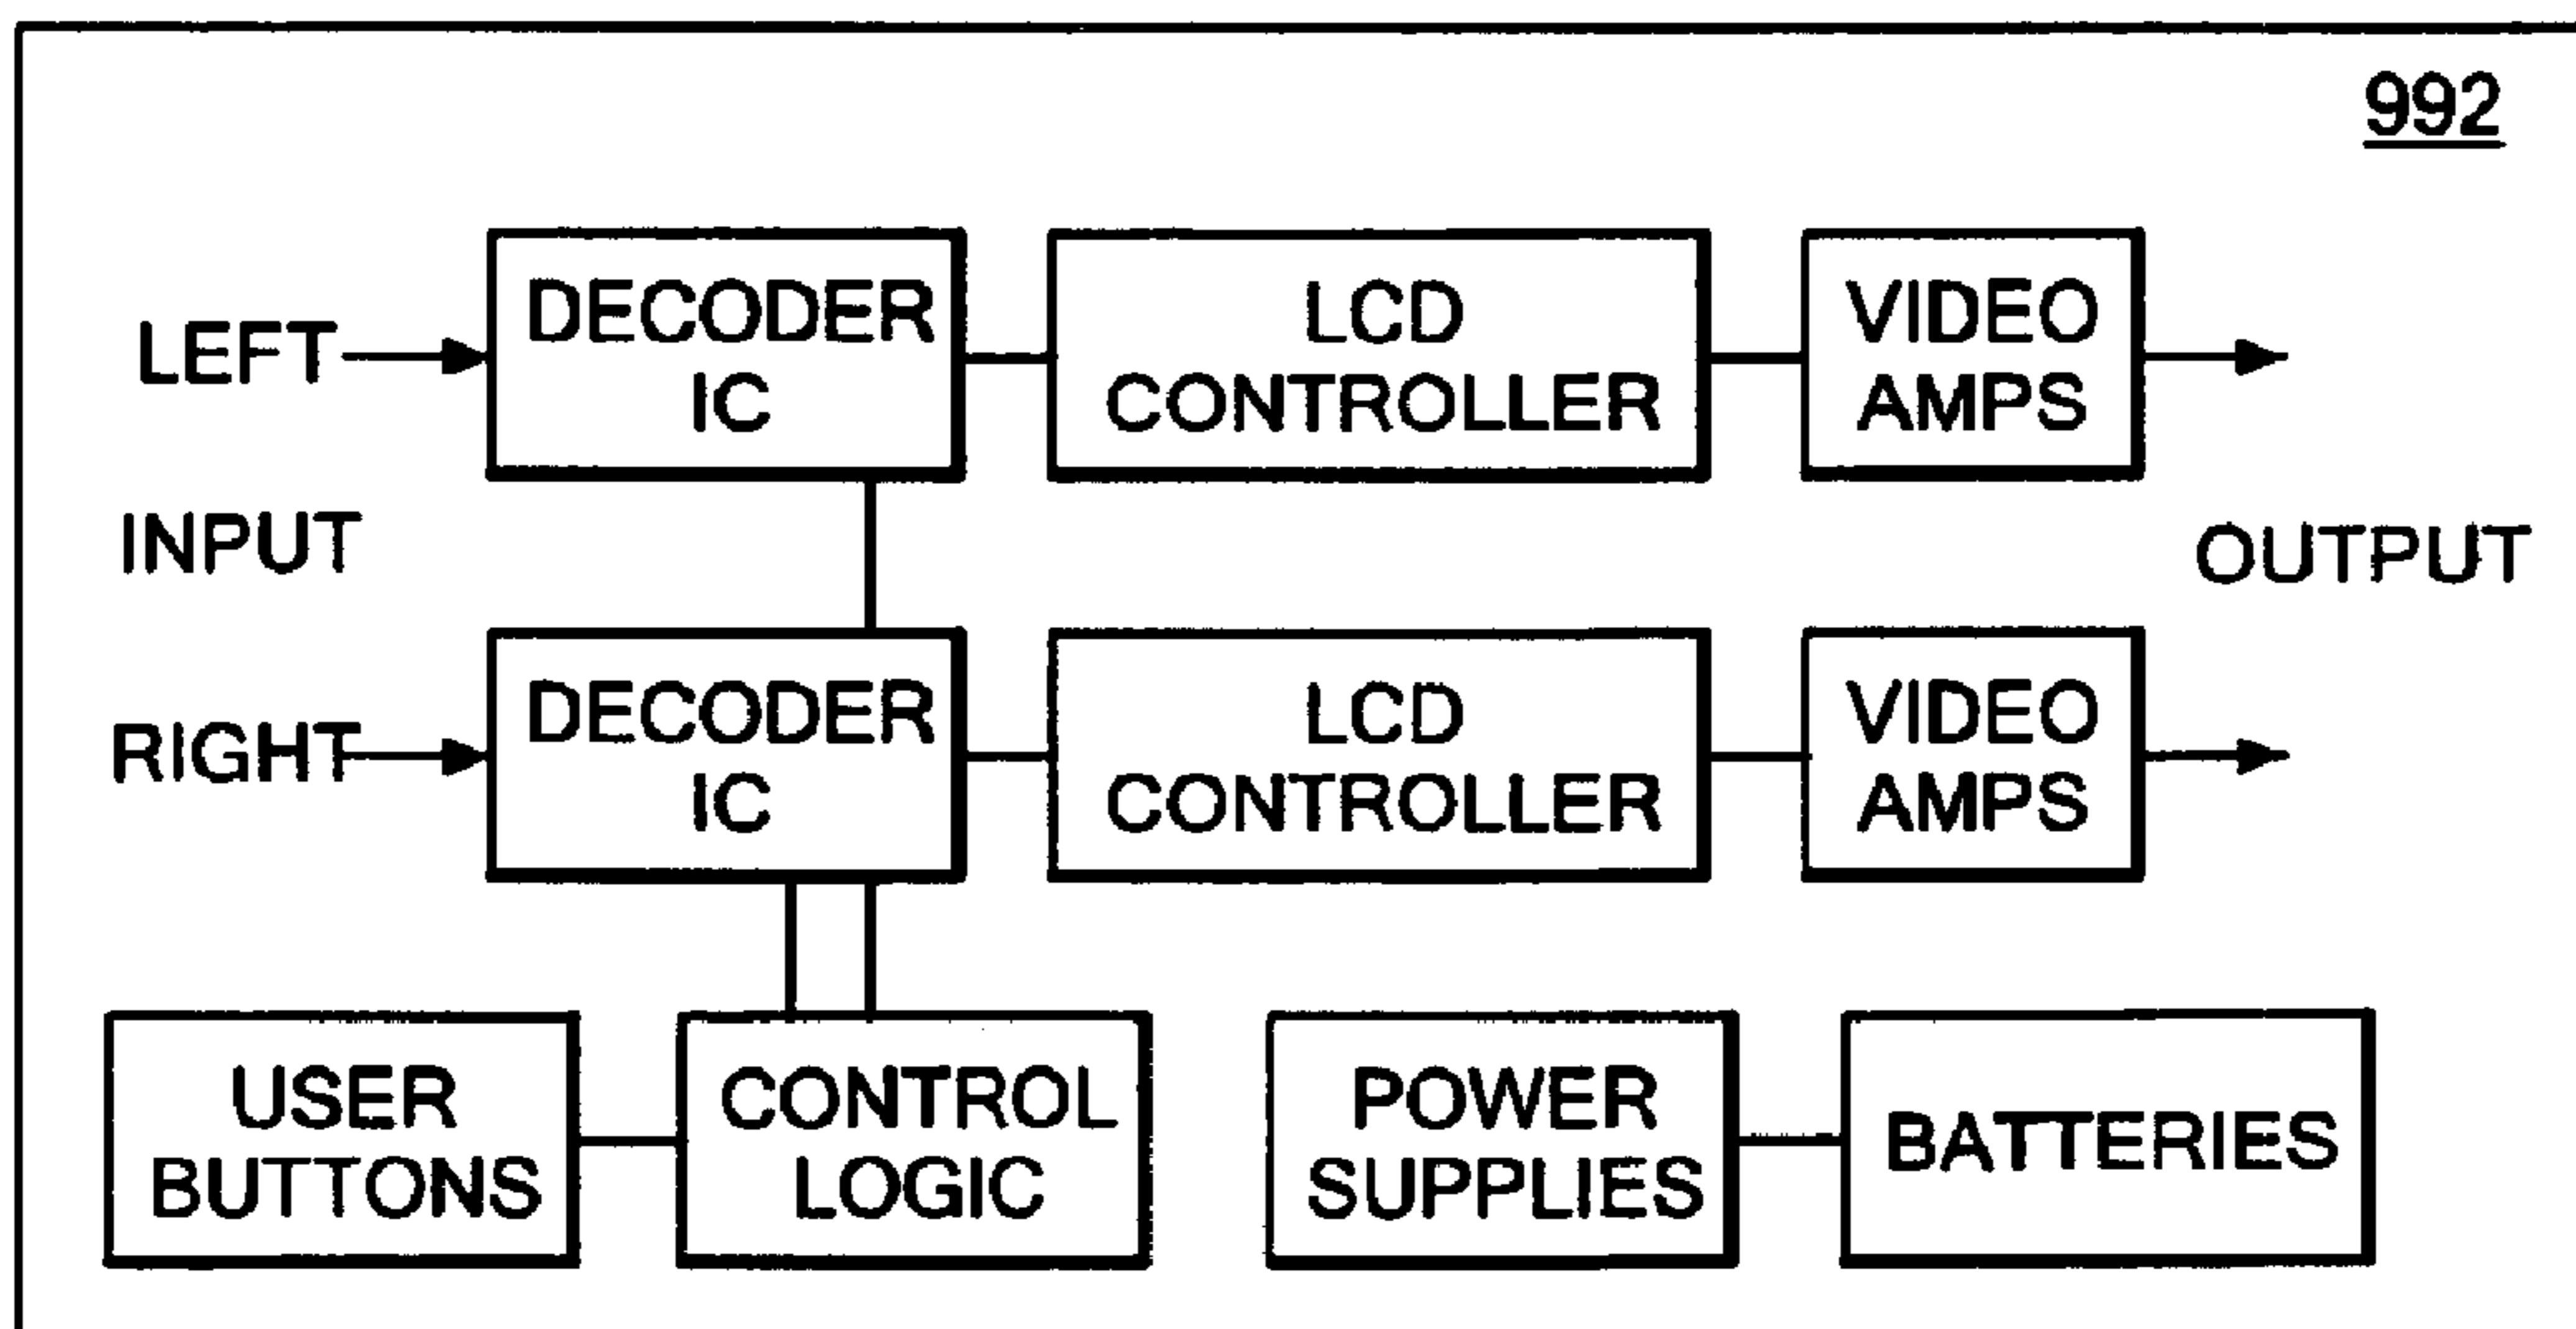 992
LEFT
DECODER
IC
LCD
CONTROLLER
VIDEO
AMPS
INPUT
OUTPUT
RIGHT
DECODER
IC
LCD
CONTROLLER
VIDEO
AMPS
USER
BUTTONS
CONTROL
LOGIC
POWER
SUPPLIES
BATTERIES